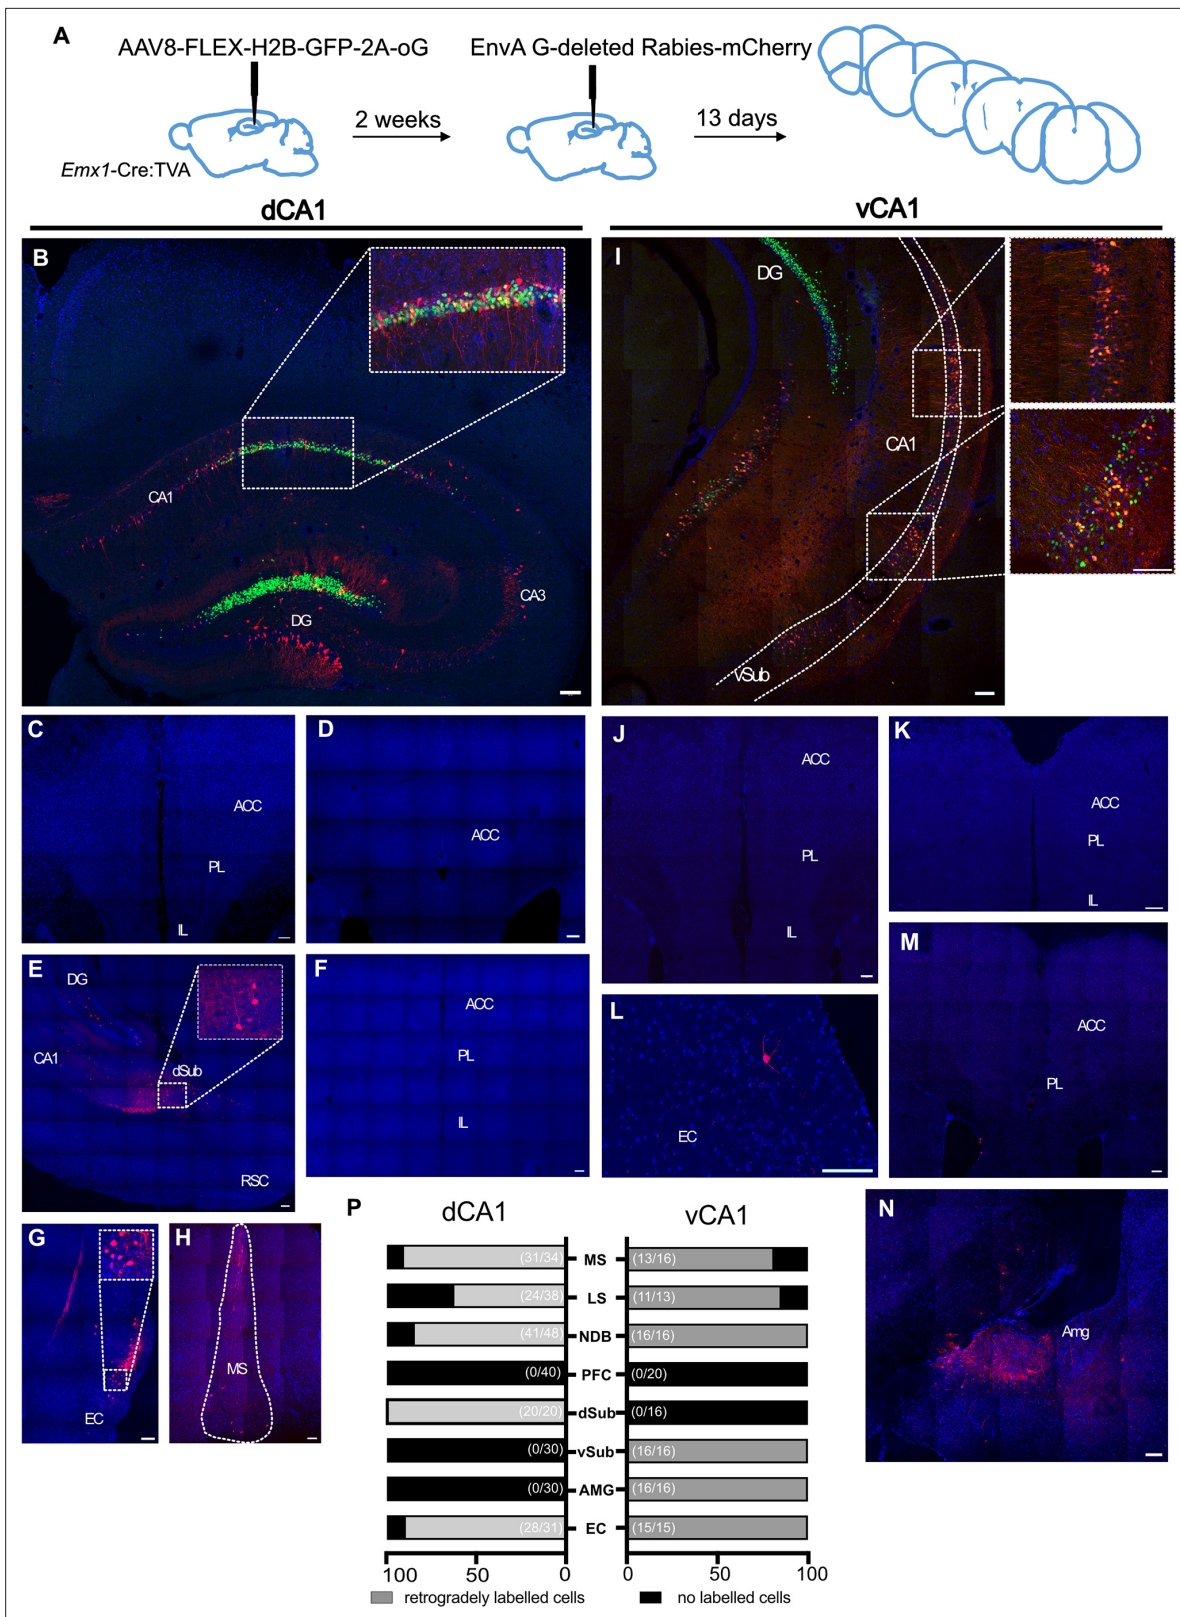 A
AAV8-FLEX-H2B-GFP-2A-oG
EnvA G-deleted Rabies-mCherry
2 weeks
13 days
Emx1-Cre:TVA
dCA1
vCA1
B
CA1
CA3
DG
I
DG
CA1
vSub
C
ACC
PL
IL
D
ACC
J
ACC
PL
IL
K
ACC
PL
IL
E
DG
CA1
dSub
RSC
F
ACC
PL
IL
L
EC
M
ACC
PL
G
EC
H
MS
N
Amg
P
dCA1
vCA1
(31/34) MS (13/16)
(24/38) LS (11/13)
(41/48) NDB (16/16)
(0/40) PFC (0/20)
(20/20) dSub (0/16)
(0/30) vSub (16/16)
(0/30) AMG (16/16)
(28/31) EC (15/15)
100 50 0 0 50 100
retrogradely labelled cells
no labelled cells